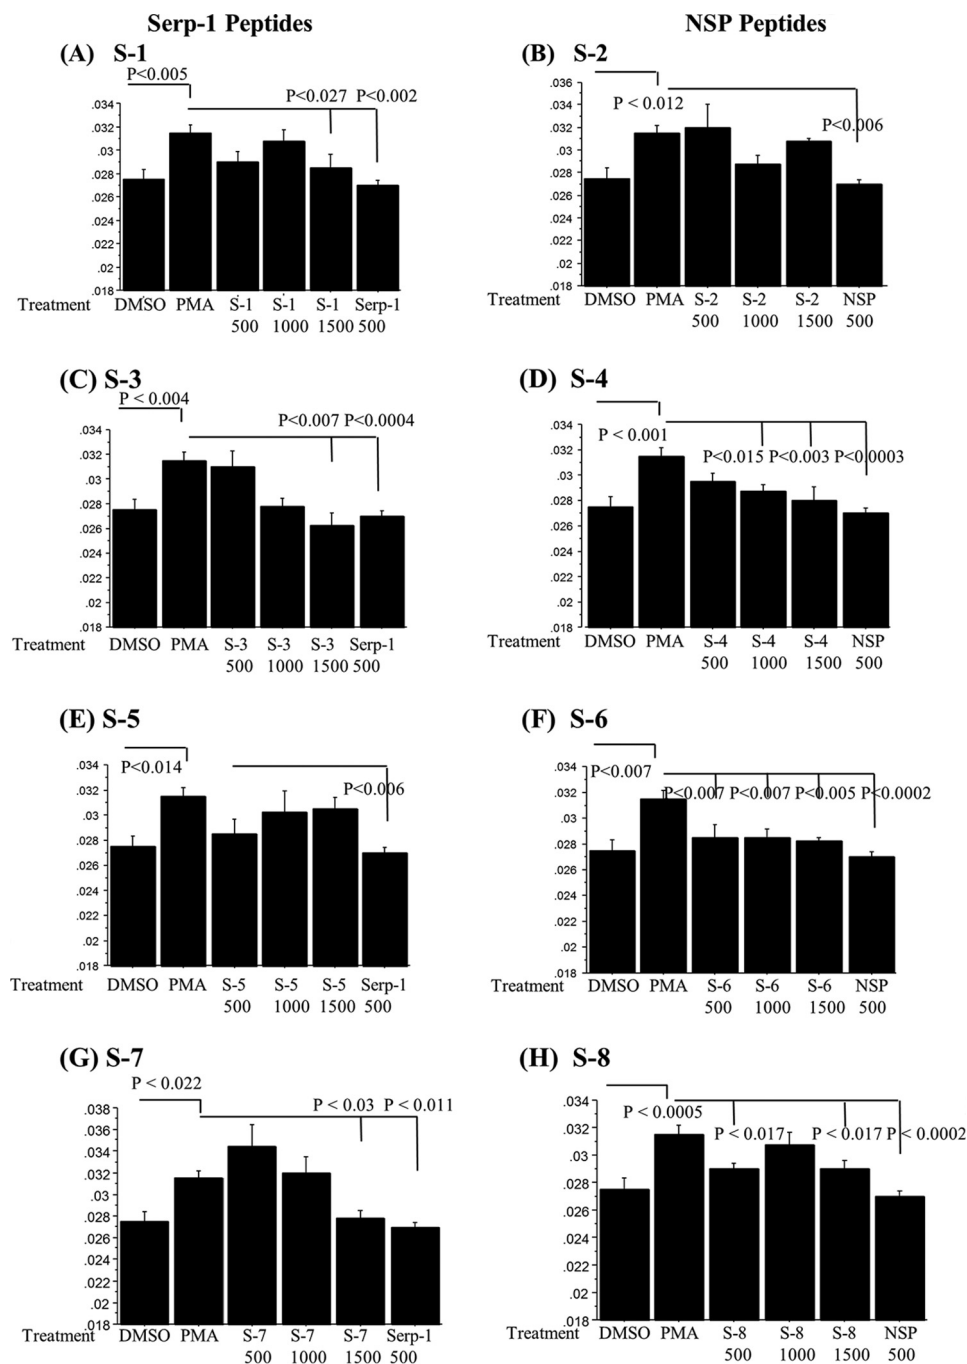 Serp-1 Peptides NSP Peptides
(A) S-1
P<0.005
P<0.027 P<0.002
.034
.032
.03
.028
.026
.024
.022
.02
.018
Treatment DMSO PMA S-1 S-1 S-1 Serp-1
500 1000 1500 500
(B) S-2
P < 0.012
P<0.006
.036
.034
.032
.03
.028
.026
.024
.022
.02
.018
Treatment DMSO PMA S-2 S-2 S-2 NSP
500 1000 1500 500
(C) S-3
P < 0.004
P<0.007 P<0.0004
.034
.032
.03
.028
.026
.024
.022
.02
.018
Treatment DMSO PMA S-3 S-3 S-3 Serp-1
500 1000 1500 500
(D) S-4
P < 0.001
P<0.015 P<0.003 P<0.0003
.034
.032
.03
.028
.026
.024
.022
.02
.018
Treatment DMSO PMA S-4 S-4 S-4 NSP
500 1000 1500 500
(E) S-5
P<0.014
P<0.006
.034
.032
.03
.028
.026
.024
.022
.02
.018
Treatment DMSO PMA S-5 S-5 S-5 Serp-1
500 1000 1500 500
(F) S-6
P<0.007
P<0.007 P<0.007 P<0.005 P<0.0002
.034
.032
.03
.028
.026
.024
.022
.02
.018
Treatment DMSO PMA S-6 S-6 S-6 NSP
500 1000 1500 500
(G) S-7
P < 0.022
P < 0.03 P < 0.011
.038
.036
.034
.032
.03
.028
.026
.024
.022
.02
.018
Treatment DMSO PMA S-7 S-7 S-7 Serp-1
500 1000 1500 500
(H) S-8
P < 0.0005
P < 0.017 P < 0.017 P < 0.0002
.034
.032
.03
.028
.026
.024
.022
.02
.018
Treatment DMSO PMA S-8 S-8 S-8 NSP
500 1000 1500 500